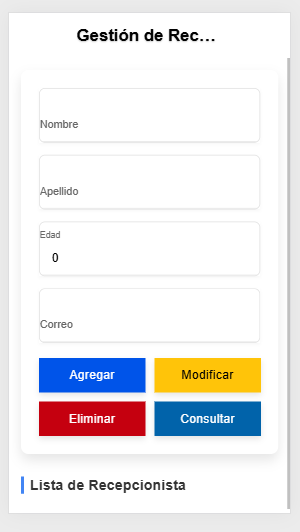 Gestión de Rec...
Nombre
Apellido
Edad
0
Correo
Agregar
Modificar
Eliminar
Consultar
Lista de Recepcionista